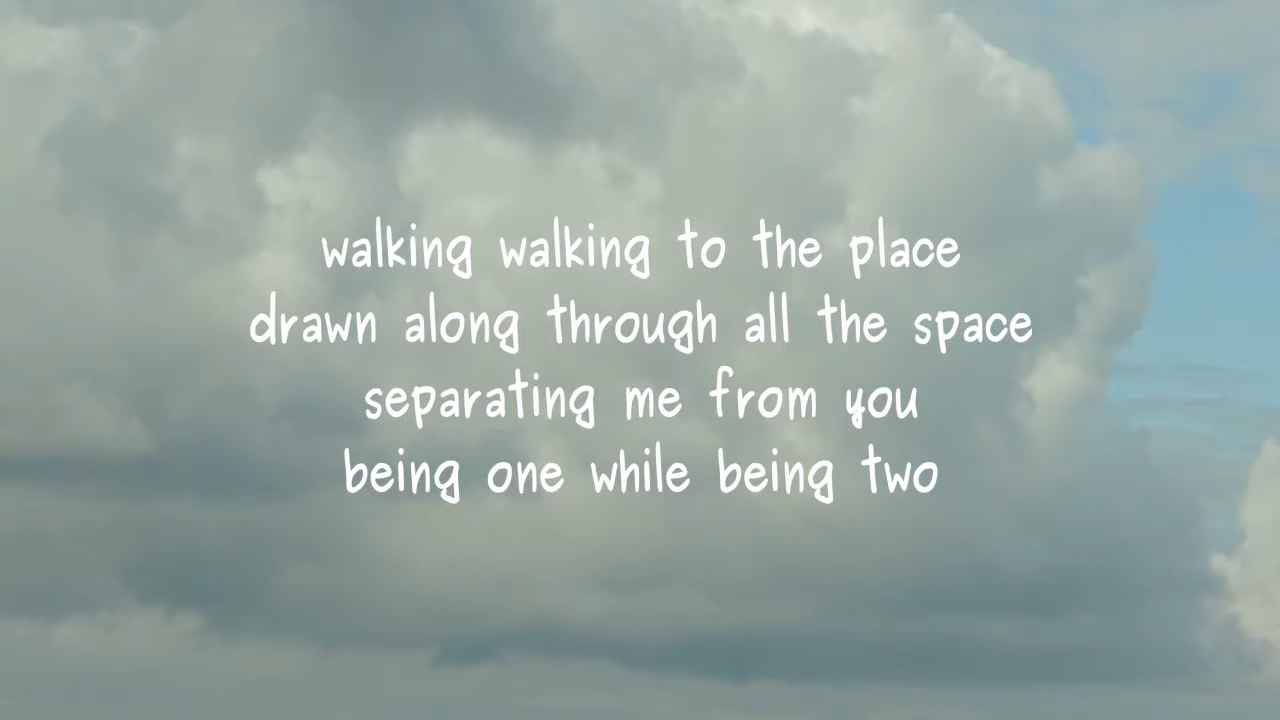 walking walking to the place
drawn along through all the space
separating me from you
being one while being two